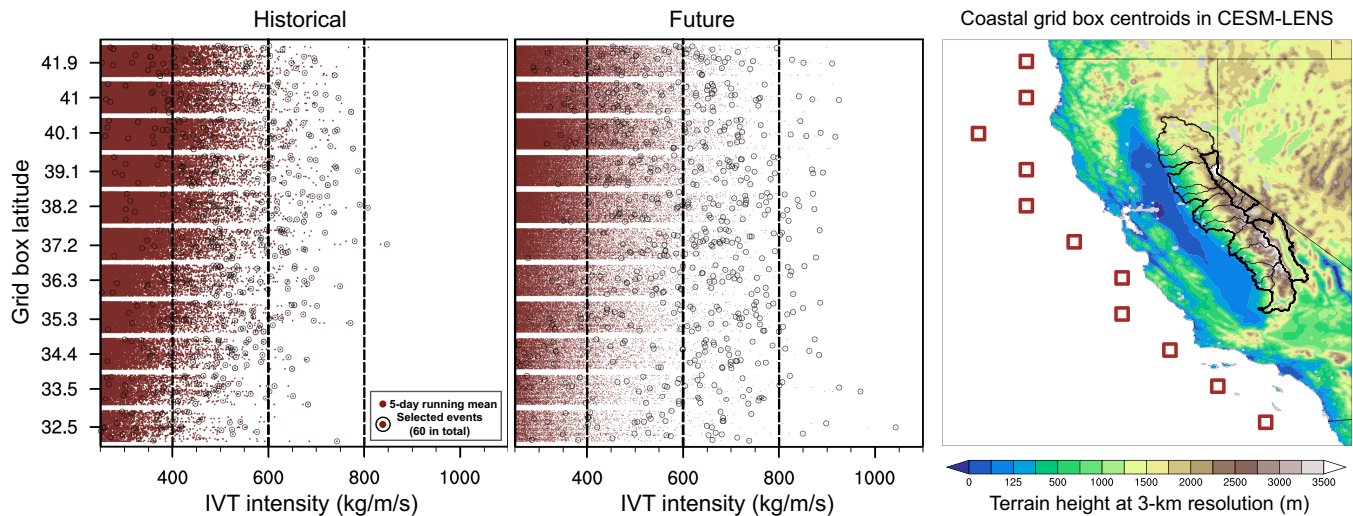 Historical
Future
Coastal grid box centroids in CESM-LENS
Grid box latitude
41.9
41
40.1
39.1
38.2
37.2
36.3
35.3
34.4
33.5
32.5
5-day running mean
Selected events
(60 in total)
400 600 800 1000
IVT intensity (kg/m/s)
400 600 800 1000
IVT intensity (kg/m/s)
0 125 500 1000 1500 2000 2500 3500
Terrain height at 3-km resolution (m)